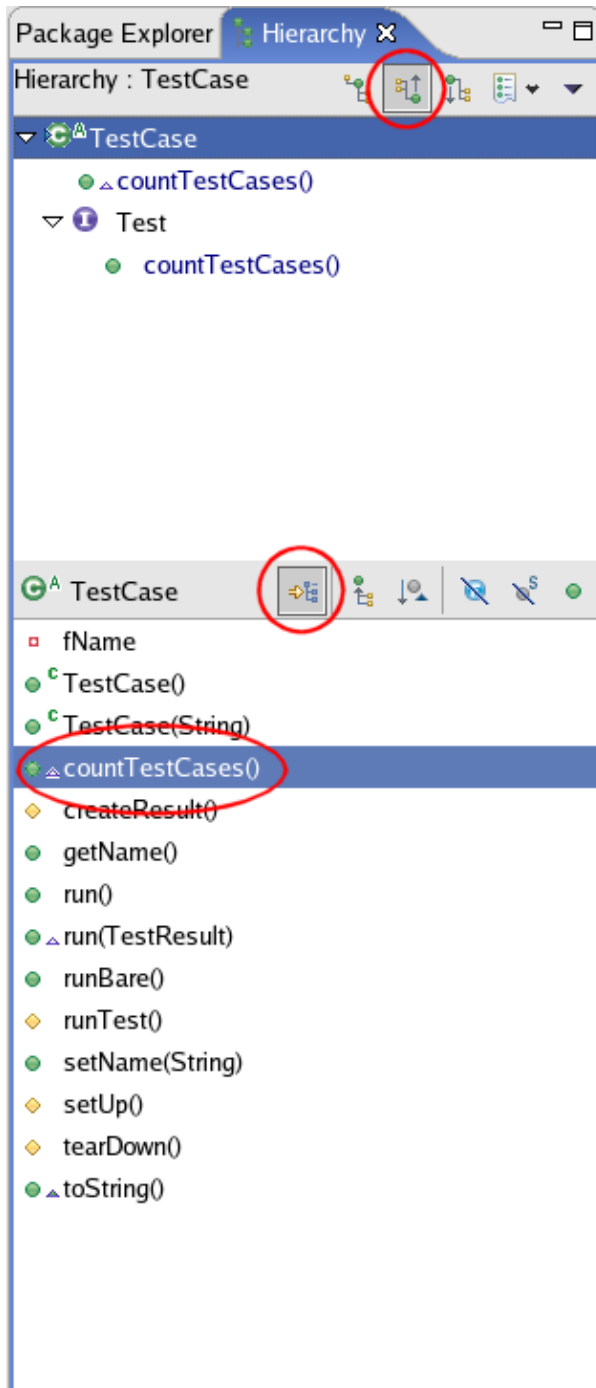 Package Explorer Hierarchy
Hierarchy : TestCase
C A TestCase
countTestCases()
I Test
countTestCases()
C A TestCase S
fName
C TestCase()
C TestCase(String)
countTestCases()
createResult()
getName()
run()
run(TestResult)
runBare()
runTest()
setName(String)
setUp()
tearDown()
toString()